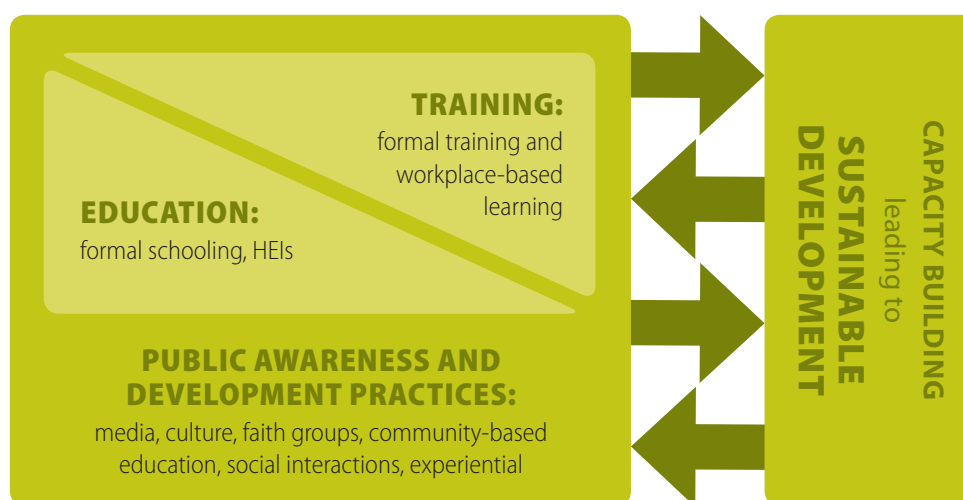 TRAINING:
formal training and
workplace-based
learning
EDUCATION:
formal schooling, HEIs
PUBLIC AWARENESS AND
DEVELOPMENT PRACTICES:
media, culture, faith groups, community-based
education, social interactions, experiential
CAPACITY BUILDING
leading to
SUSTAINABLE
DEVELOPMENT